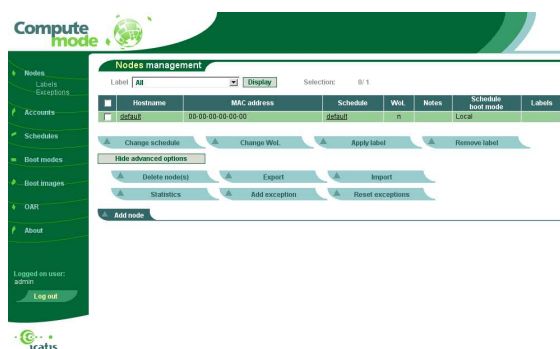 Compute
mode
Nodes management
Label All Display Selection: 0/ 1
Hostname MAC address Schedule WoL Notes Schedule boot mode Labels
default 00-00-00-00-00-00 default n Local
Change schedule Change WoL Apply label Remove label
Hide advanced options
Delete node(s) Export Import
Statistics Add exception Reset exceptions
Add node
Nodes
Labels
Exceptions
Accounts
Schedules
Boot modes
Boot images
OAR
About
Logged on user:
admin
Log out
icatis